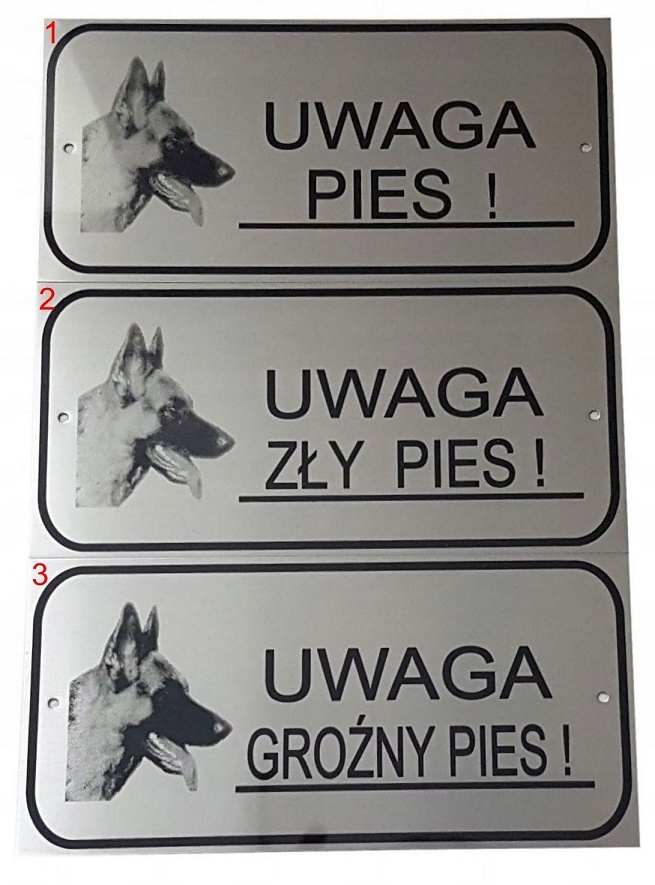 1
UWAGA
PIES !
2
UWAGA
ZŁY PIES !
3
UWAGA
GROŹNY PIES !